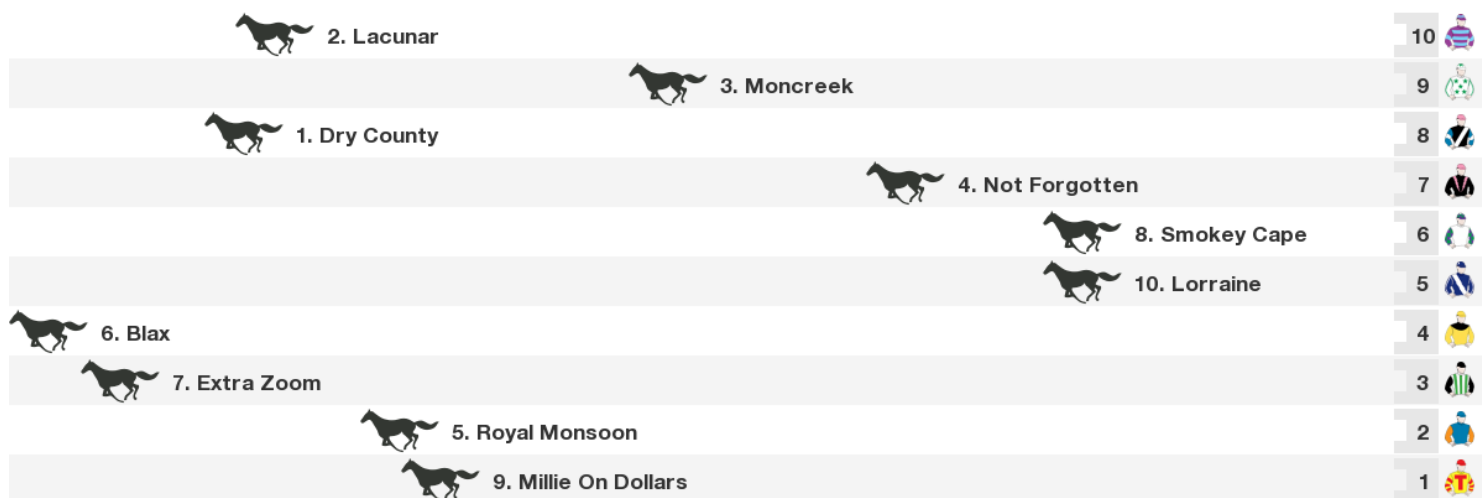 2. Lacunar 10
3. Moncreek 9
1. Dry County 8
4. Not Forgotten 7
8. Smokey Cape 6
10. Lorraine 5
6. Blax 4
7. Extra Zoom 3
5. Royal Monsoon 2
9. Millie On Dollars 1 T